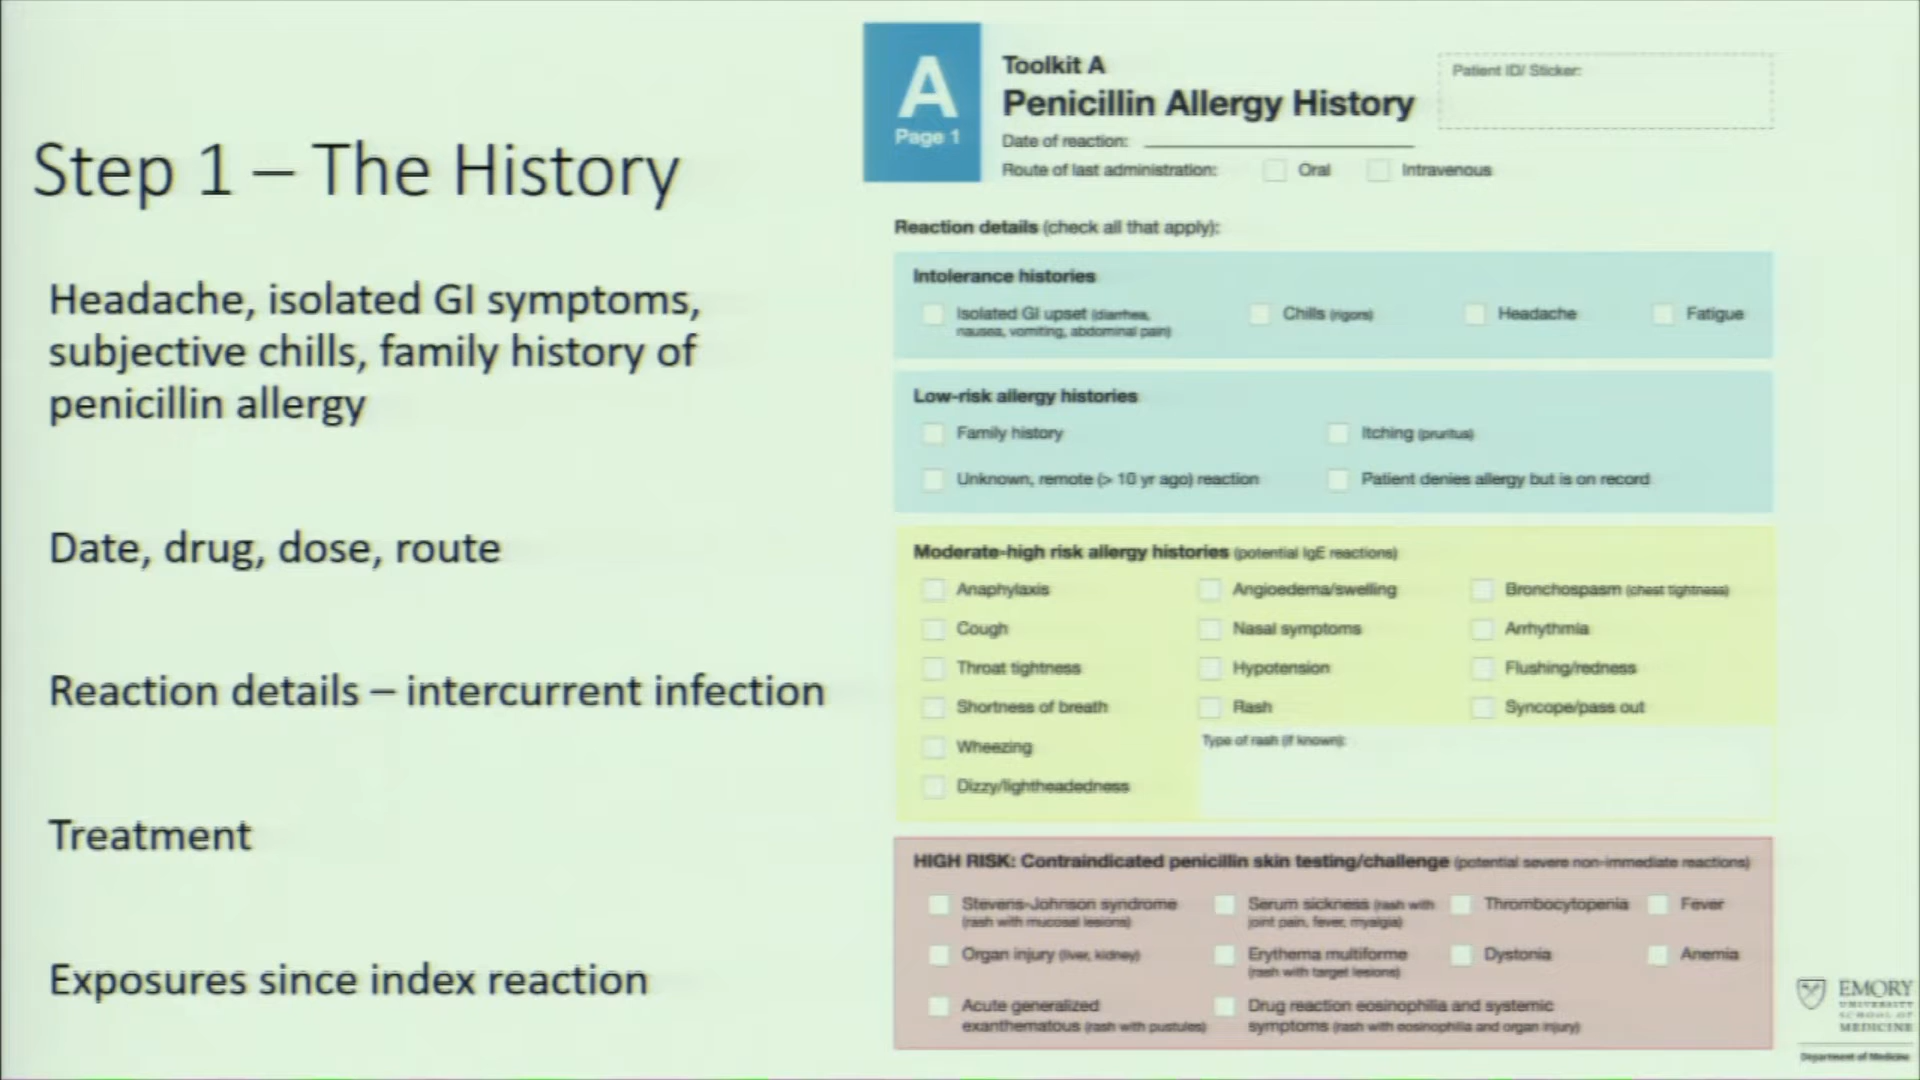 Step 1 – The History
Headache, isolated GI symptoms,
subjective chills, family history of
penicillin allergy
Date, drug, dose, route
Reaction details – intercurrent infection
Treatment
Exposures since index reaction
A
Page 1
Toolkit A
Penicillin Allergy History
Date of reaction:
Route of last administration: Oral Intravenous
Patient ID/ Sticker:
Reaction details (check all that apply):
Intolerance histories
Isolated GI upset (diarrhea,
nausea, vomiting, abdominal pain)
Chills (rigors)
Headache
Fatigue
Low-risk allergy histories
Family history
Itching (pruritus)
Unknown, remote (> 10 yr ago) reaction
Patient denies allergy but is on record
Moderate-high risk allergy histories (potential IgE reactions)
Anaphylaxis
Angioedema/swelling
Bronchospasm (chest tightness)
Cough
Nasal symptoms
Arrhythmia
Throat tightness
Hypotension
Flushing/redness
Shortness of breath
Rash
Syncope/pass out
Wheezing
Type of rash (if known):
Dizzy/lightheadedness
HIGH RISK: Contraindicated penicillin skin testing/challenge (potential severe non-immediate reactions)
Stevens-Johnson syndrome
(rash with mucosal lesions)
Serum sickness (rash with
joint pain, fever, myalgia)
Thrombocytopenia
Fever
Organ injury (liver, kidney)
Erythema multiforme
(rash with target lesions)
Dystonia
Anemia
Acute generalized
exanthematous (rash with pustules)
Drug reaction eosinophilia and systemic
symptoms (rash with eosinophilia and organ injury)
EMORY
UNIVERSITY
SCHOOL OF
MEDICINE
Department of Medicine